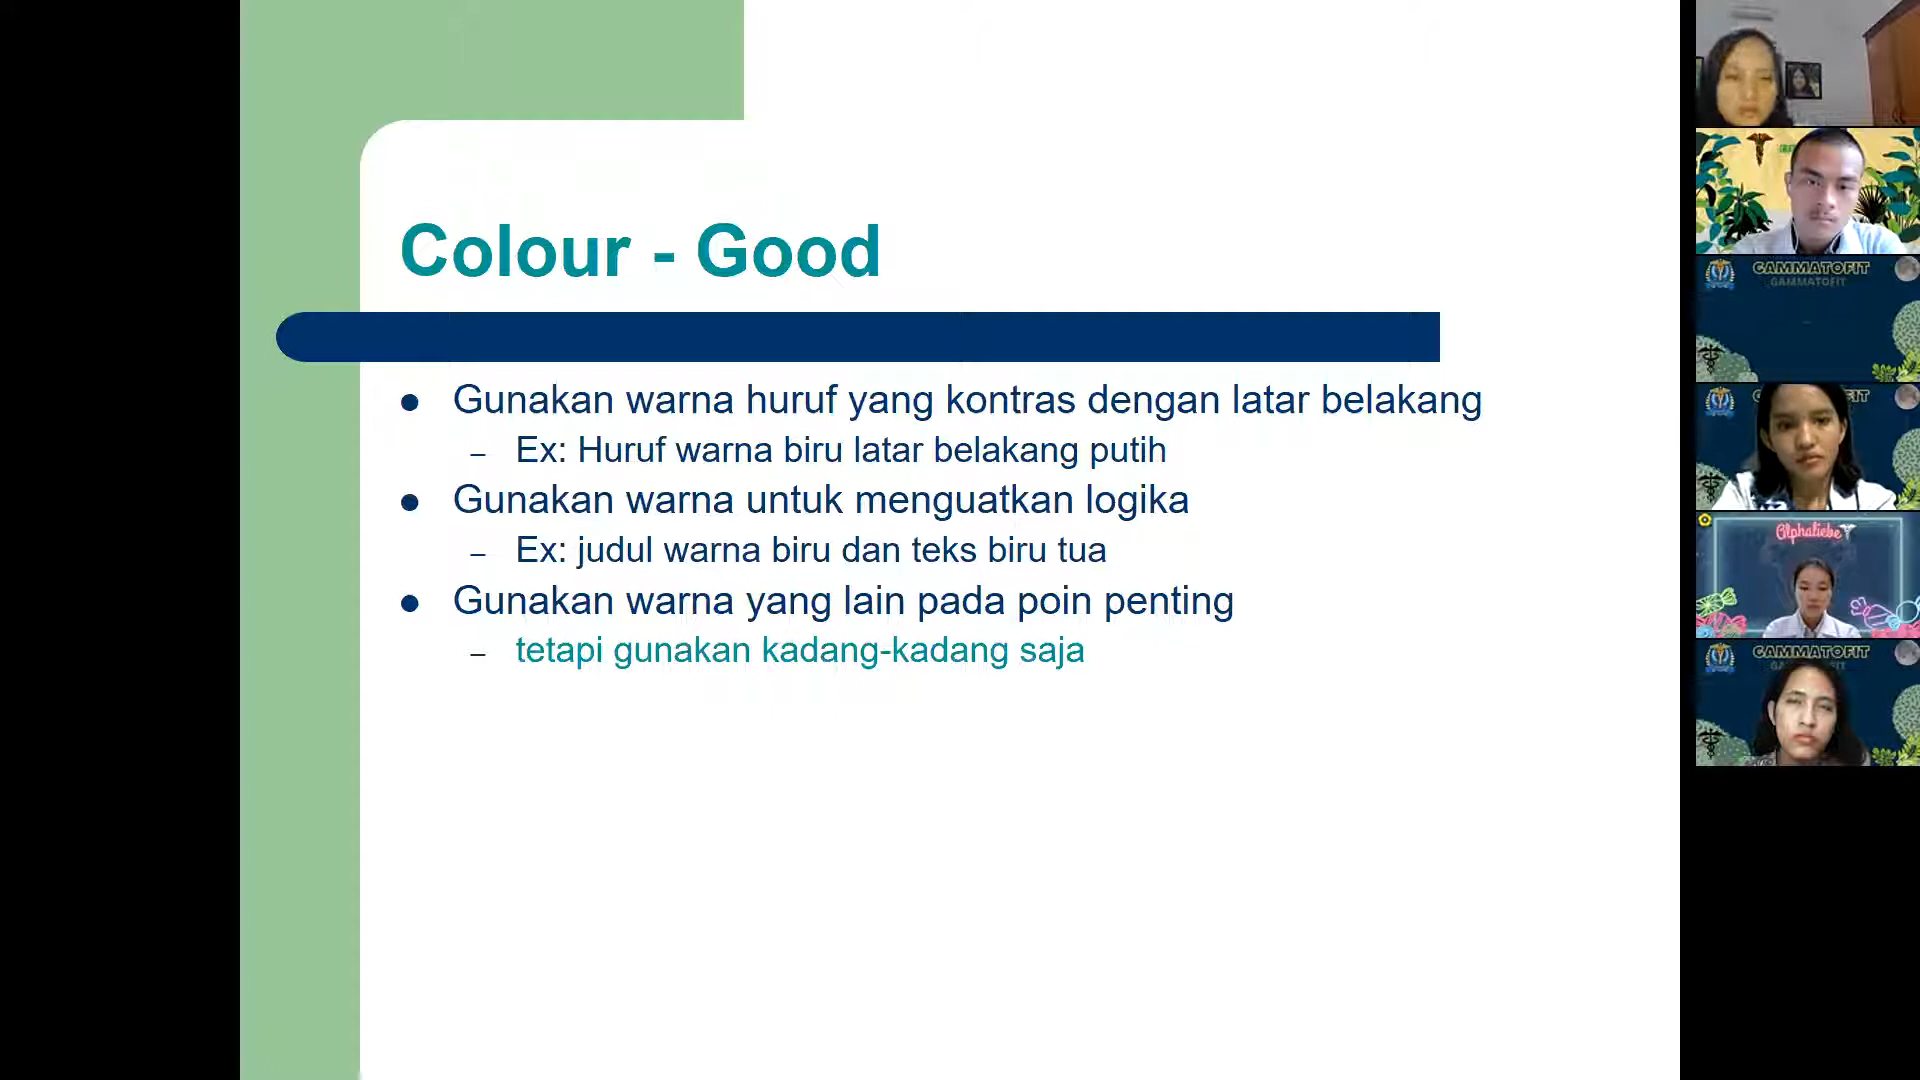 Colour - Good
Gunakan warna huruf yang kontras dengan latar belakang
– Ex: Huruf warna biru latar belakang putih
Gunakan warna untuk menguatkan logika
– Ex: judul warna biru dan teks biru tua
Gunakan warna yang lain pada poin penting
– tetapi gunakan kadang-kadang saja
GAMMATOFIT
GAMMATOFIT
Alphaliebe
GAMMATOFIT